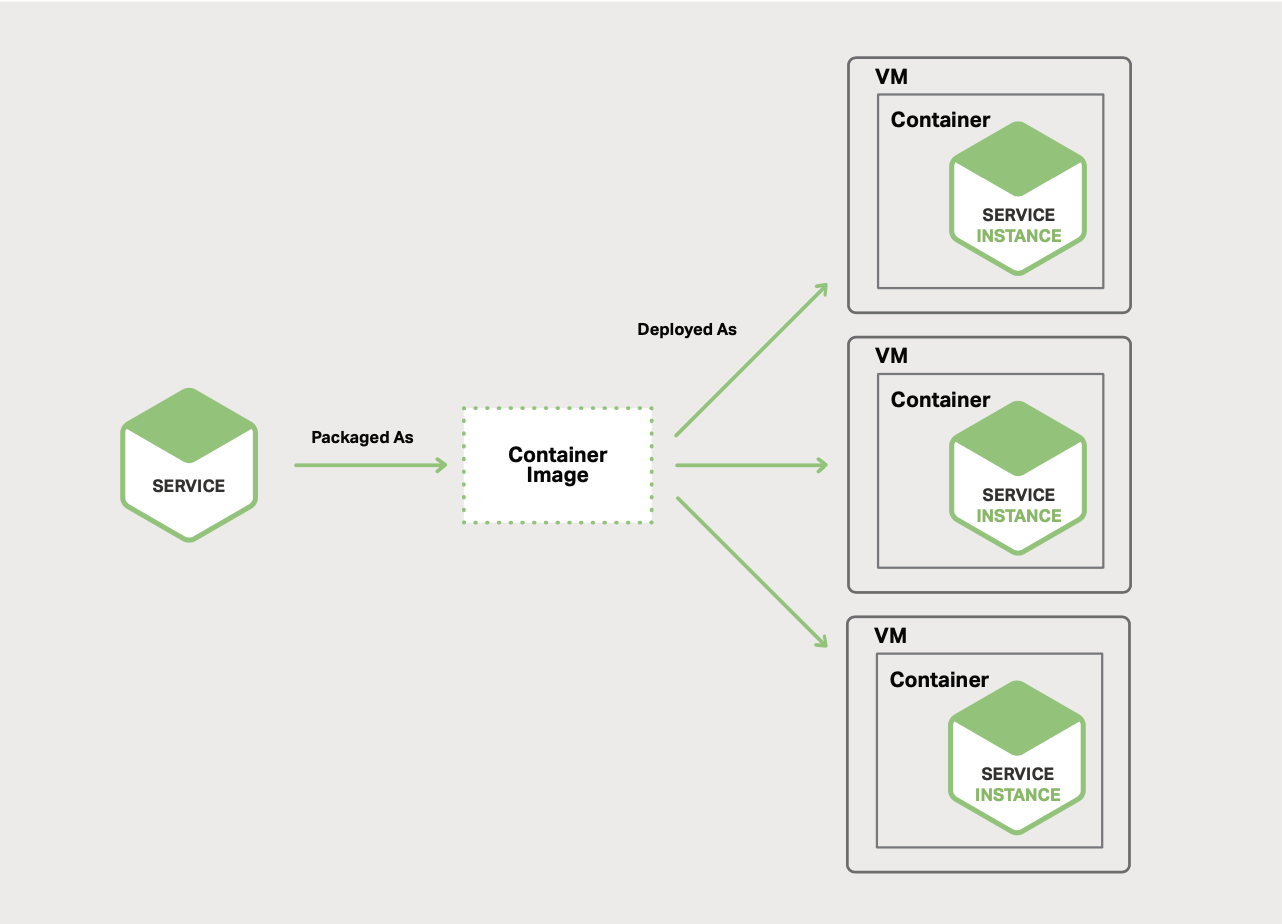 SERVICE
Packaged As
Container
Image
Deployed As
VM
Container
SERVICE
INSTANCE
VM
Container
SERVICE
INSTANCE
VM
Container
SERVICE
INSTANCE